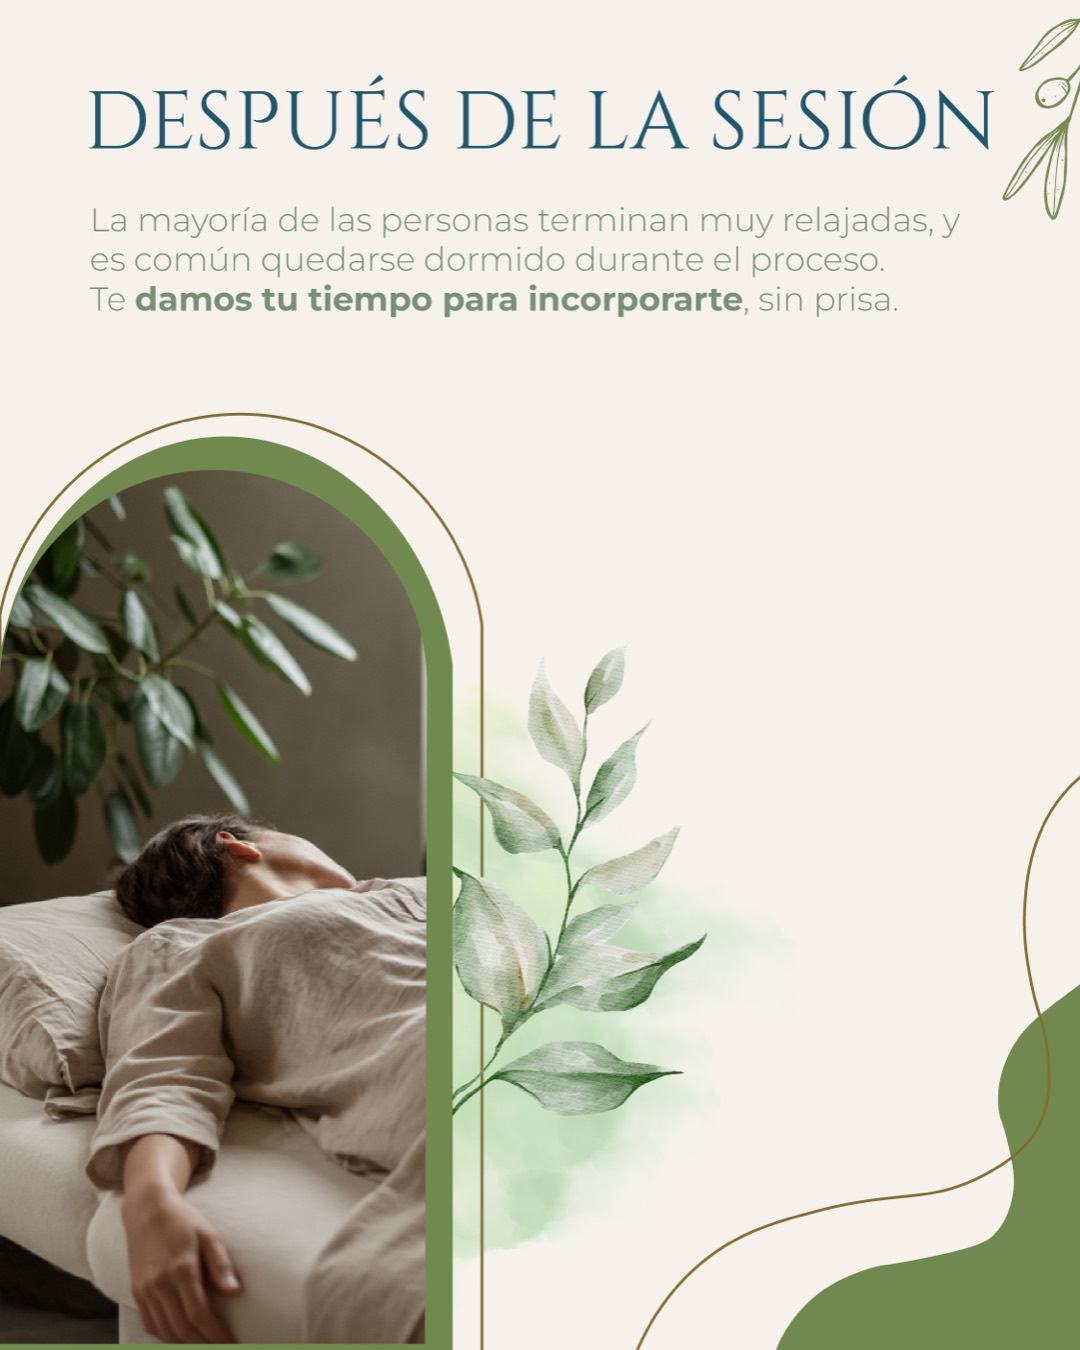 DESPUÉS DE LA SESIÓN
La mayoría de las personas terminan muy relajadas, y
es común quedarse dormido durante el proceso.
Te damos tu tiempo para incorporarte, sin prisa.